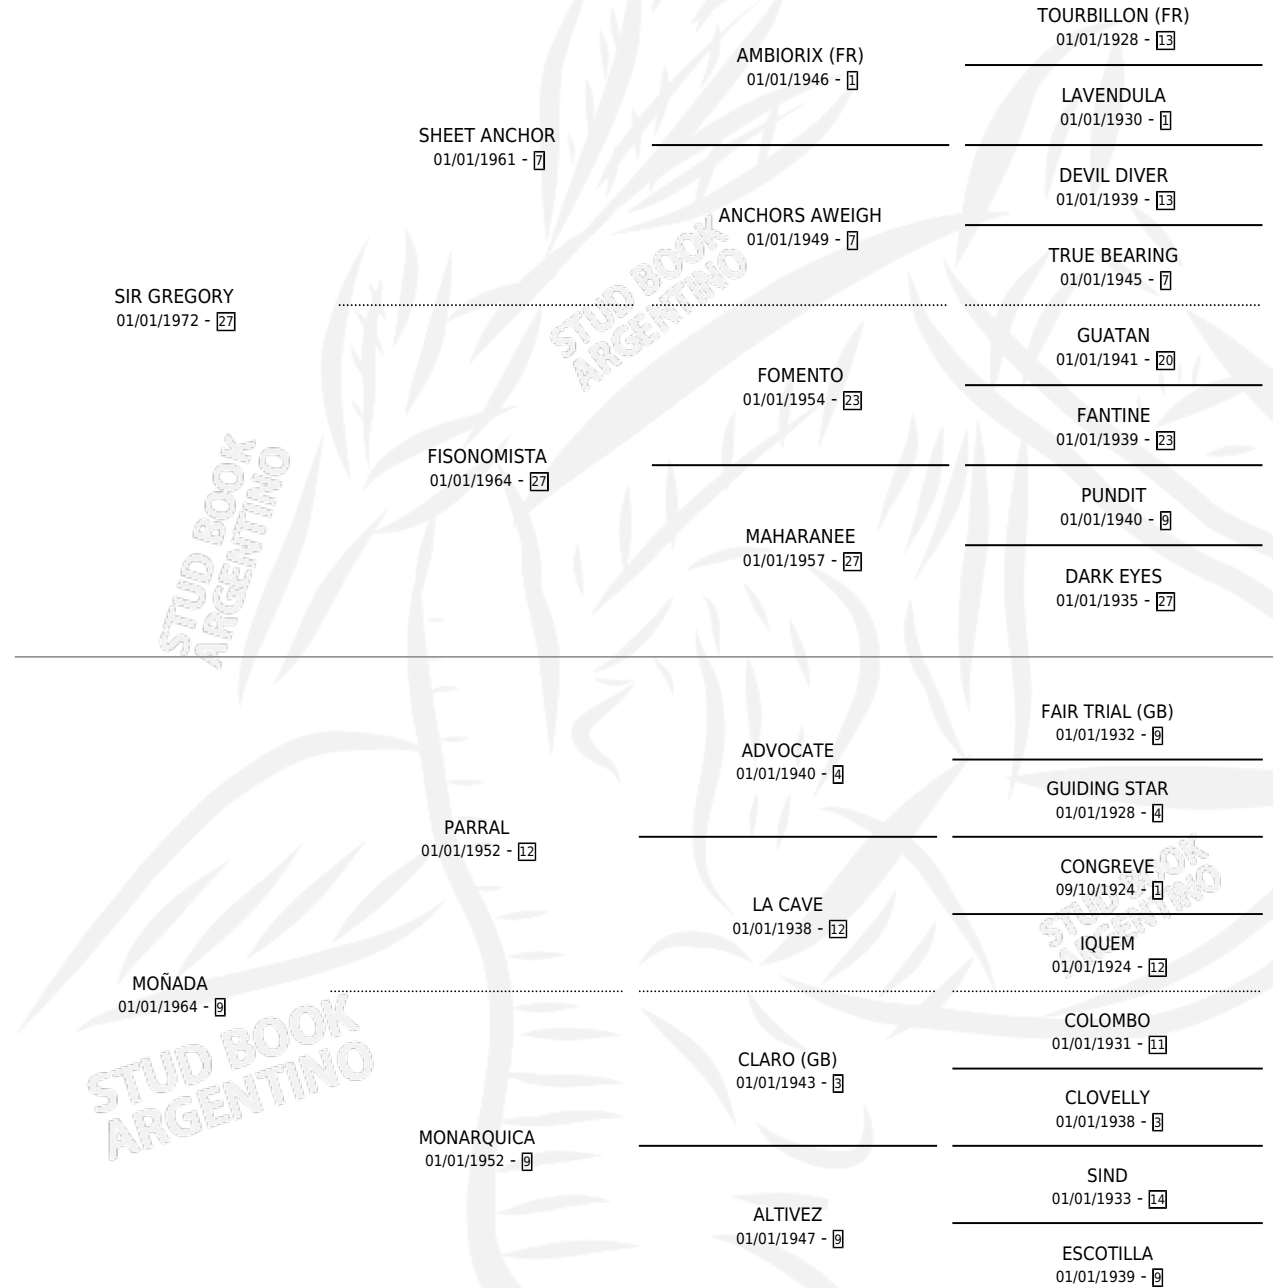 TOURBILLON (FR)
01/01/1928 - 13
AMBIORIX (FR)
01/01/1946 - 1
LAVENDULA
01/01/1930 - 1
SHEET ANCHOR
01/01/1961 - 7
DEVIL DIVER
01/01/1939 - 13
ANCHORS AWEIGH
01/01/1949 - 7
TRUE BEARING
01/01/1945 - 7
SIR GREGORY
01/01/1972 - 27
GUATAN
01/01/1941 - 20
FOMENTO
01/01/1954 - 23
FANTINE
01/01/1939 - 23
FISONOMISTA
01/01/1964 - 27
PUNDIT
01/01/1940 - 9
MAHARANEE
01/01/1957 - 27
DARK EYES
01/01/1935 - 27
STUD BOOK
ARGENTINO
STUD BOOK
ARGENTINO
FAIR TRIAL (GB)
01/01/1932 - 9
ADVOCATE
01/01/1940 - 4
GUIDING STAR
01/01/1928 - 4
PARRAL
01/01/1952 - 12
CONGREVE
09/10/1924 - 1
LA CAVE
01/01/1938 - 12
IQUEM
01/01/1924 - 12
STUD BOOK
ARGENTINO
MOÑADA
01/01/1964 - 9
COLOMBO
01/01/1931 - 11
CLARO (GB)
01/01/1943 - 3
CLOVELLY
01/01/1938 - 3
MONARQUICA
01/01/1952 - 9
SIND
01/01/1933 - 14
ALTIVEZ
01/01/1947 - 9
ESCOTILLA
01/01/1939 - 9
STUD BOOK
ARGENTINO